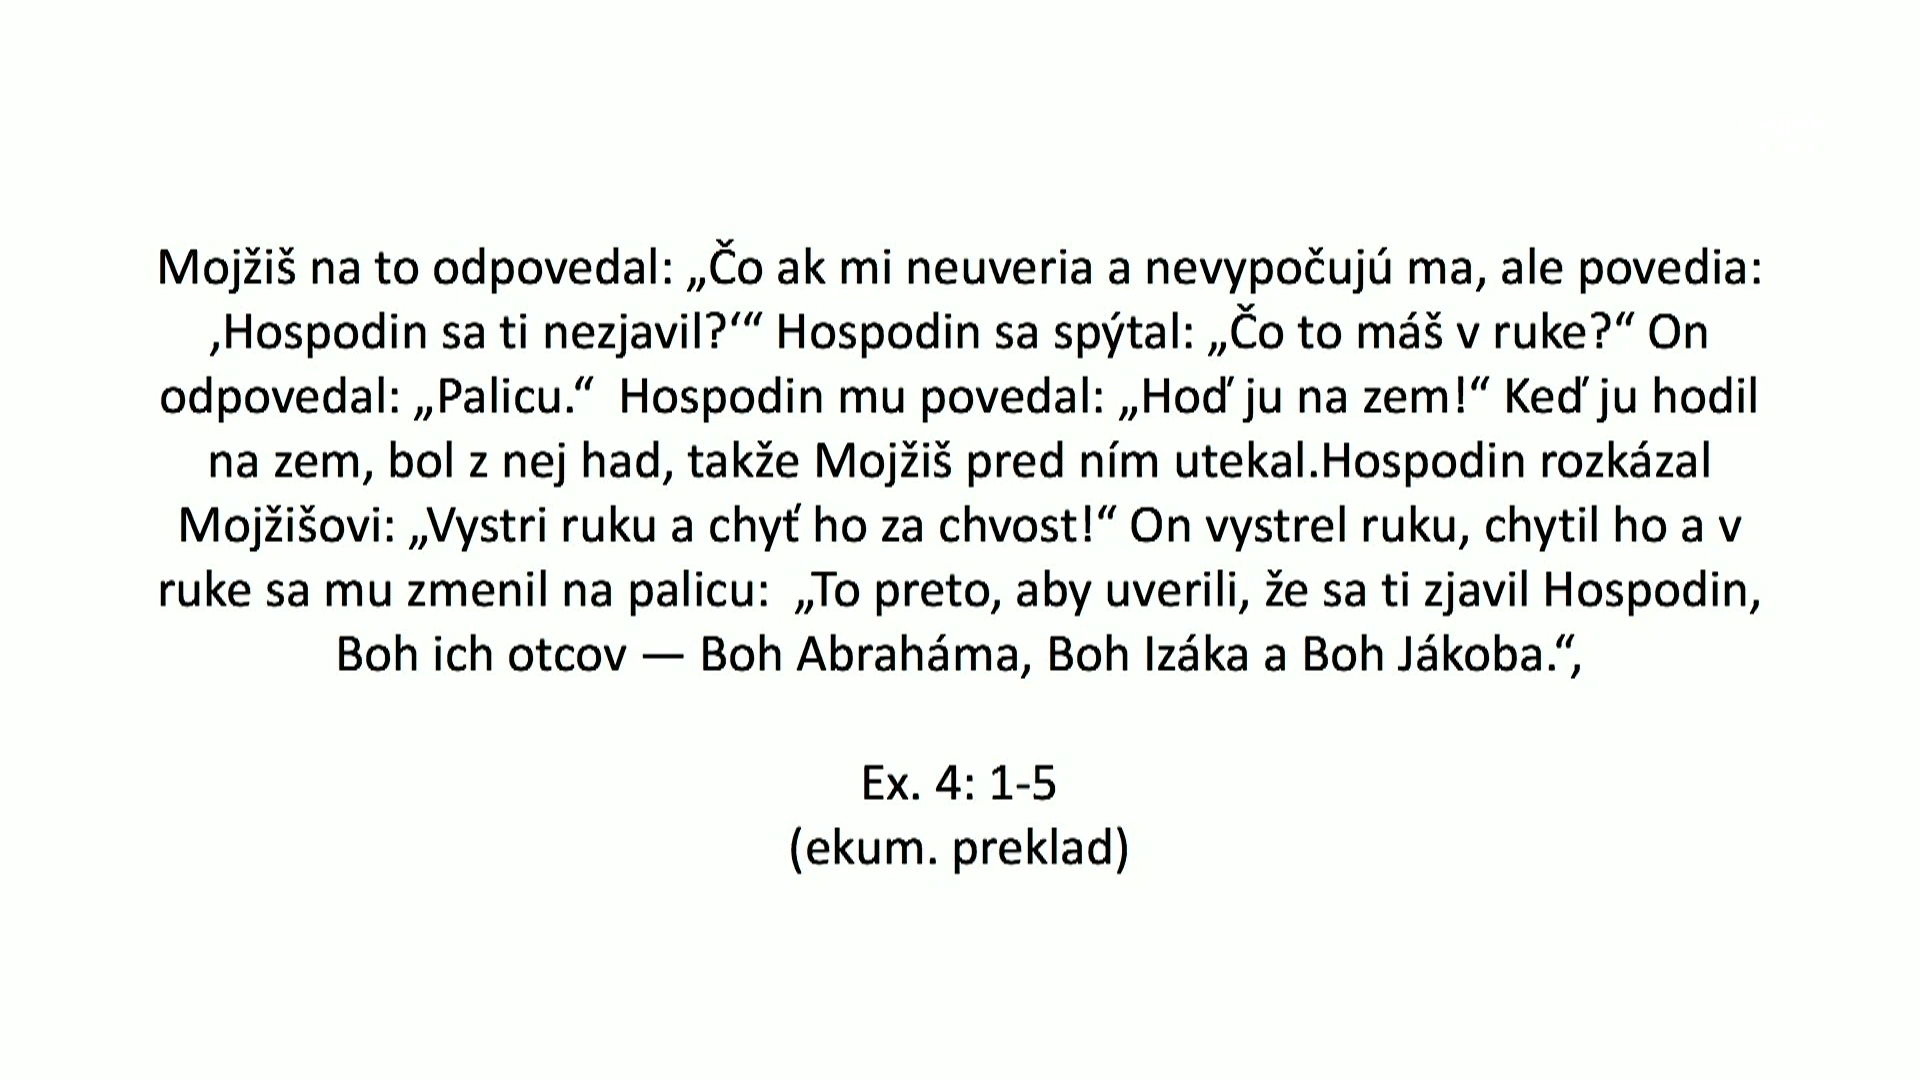 Mojžiš na to odpovedal: „Čo ak mi neuveria a nevypočujú ma, ale povedia:
‚Hospodin sa ti nezjavil?‘“ Hospodin sa spýtal: „Čo to máš v ruke?“ On
odpovedal: „Palicu.“  Hospodin mu povedal: „Hoď ju na zem!“ Keď ju hodil
na zem, bol z nej had, takže Mojžiš pred ním utekal.Hospodin rozkázal
Mojžišovi: „Vystri ruku a chyť ho za chvost!“ On vystrel ruku, chytil ho a v
ruke sa mu zmenil na palicu:  „To preto, aby uverili, že sa ti zjavil Hospodin,
Boh ich otcov — Boh Abraháma, Boh Izáka a Boh Jákoba.“,
Ex. 4: 1-5
(ekum. preklad)